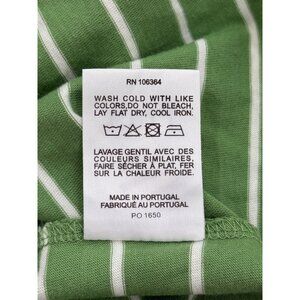 RN 106364
WASH COLD WITH LIKE
COLORS,DO NOT BLEACH,
LAY FLAT DRY, COOL IRON.
LAVAGE GENTIL AVEC DES
COULEURS SIMILAIRES,
FAIRE SÉCHER À PLAT, FER
SUR LA CHALEUR FROIDE.
MADE IN PORTUGAL
FABRIQUÉ AU PORTUGAL
PO 1650